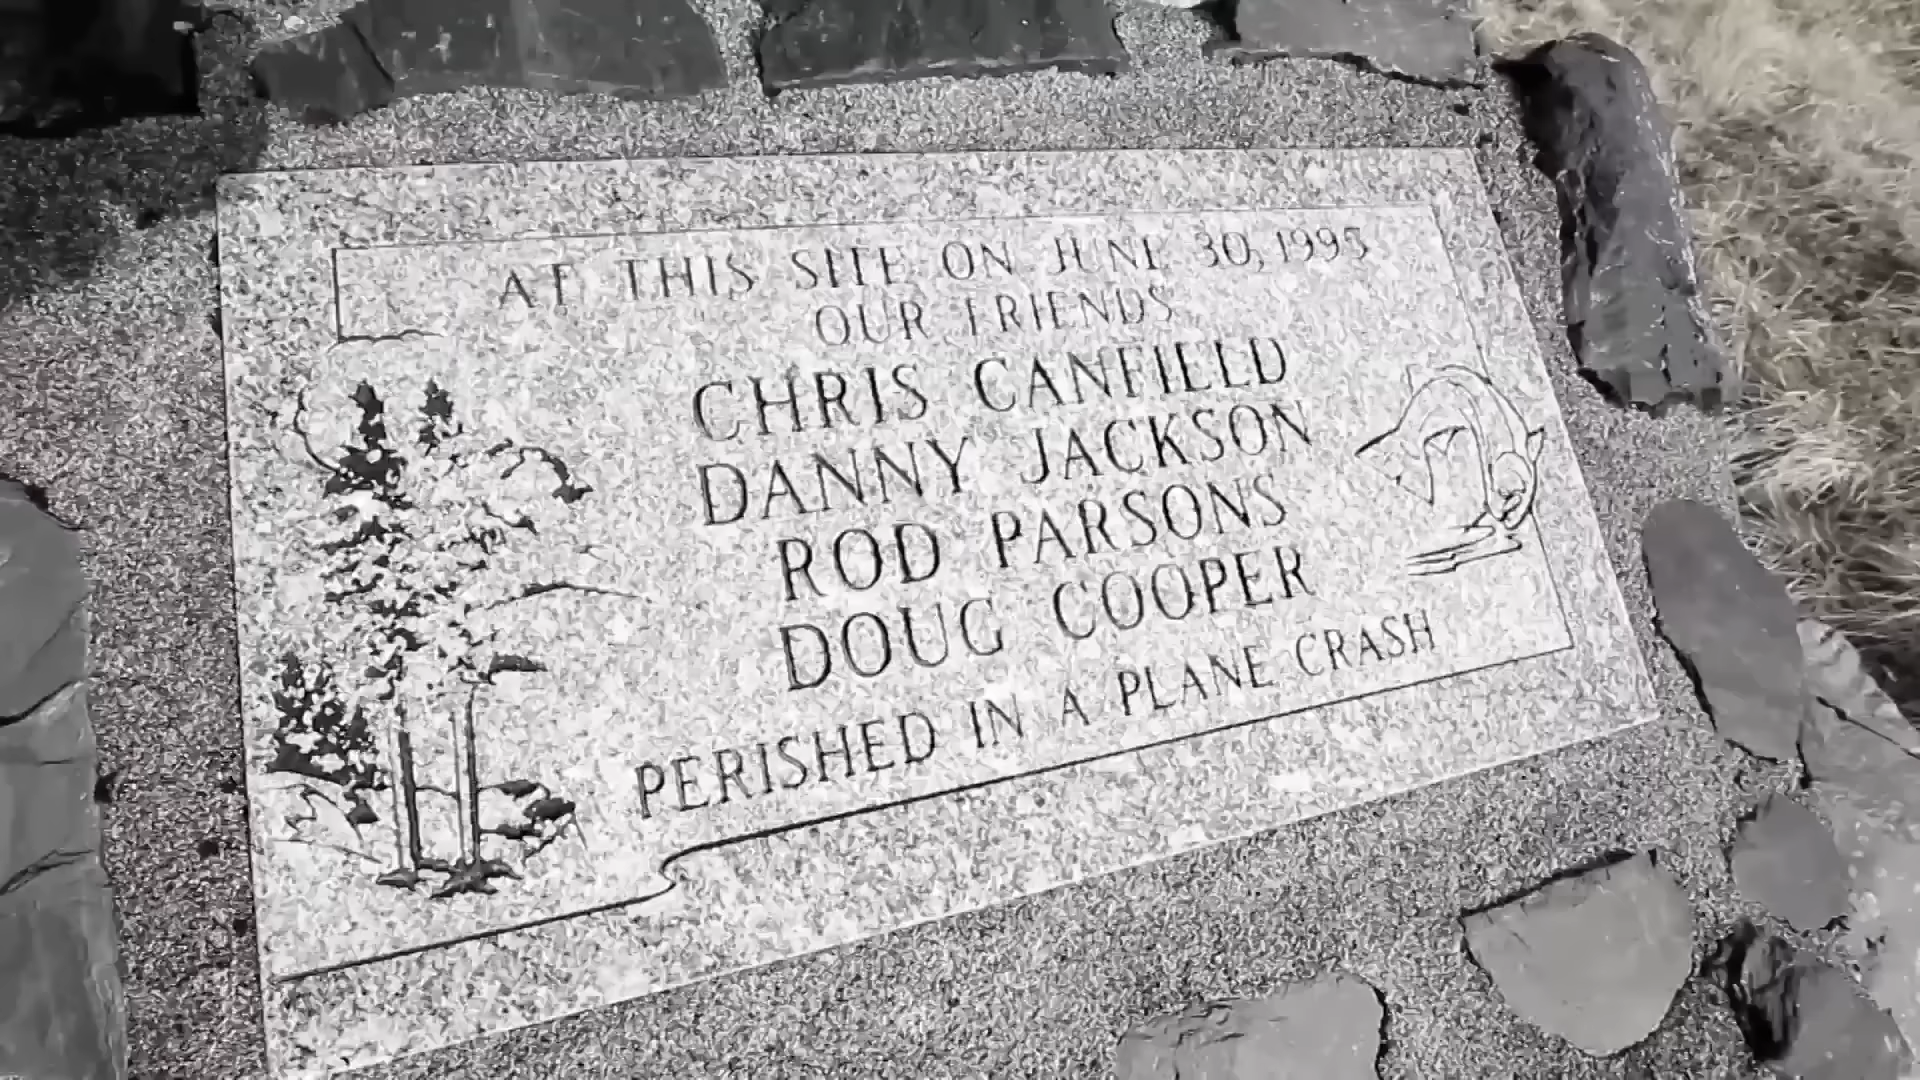 AT THIS SITE ON JUNE 30, 1995
OUR FRIENDS
CHRIS CANFIELD
DANNY JACKSON
ROD PARSONS
DOUG COOPER
PERISHED IN A PLANE CRASH